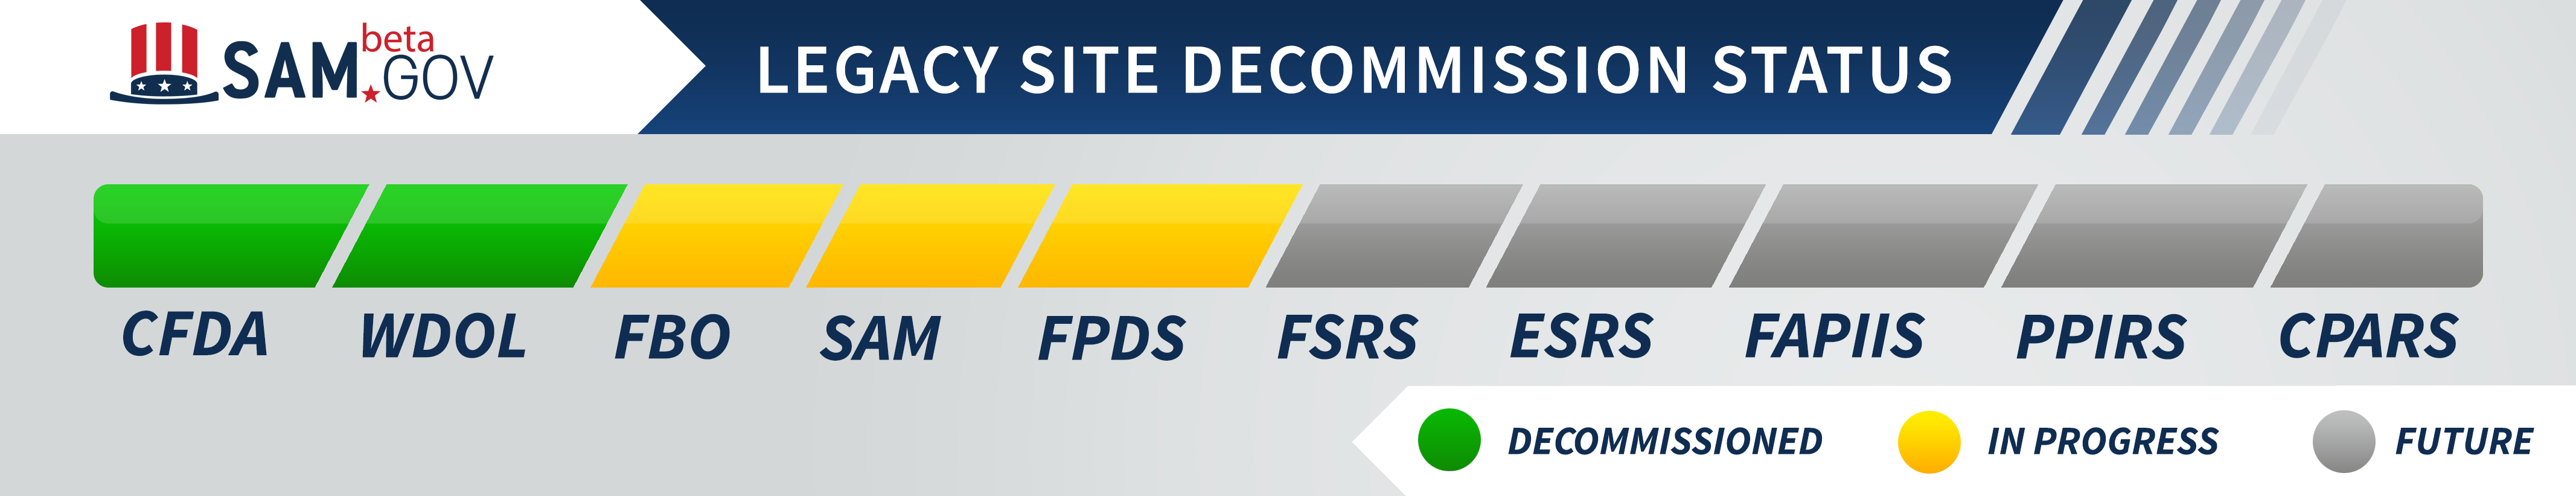 beta
SAM.GOV
LEGACY SITE DECOMMISSION STATUS
CFDA WDOL FBO SAM FPDS FSRS ESRS FAPIIS PPIRS CPARS
DECOMMISSIONED IN PROGRESS FUTURE